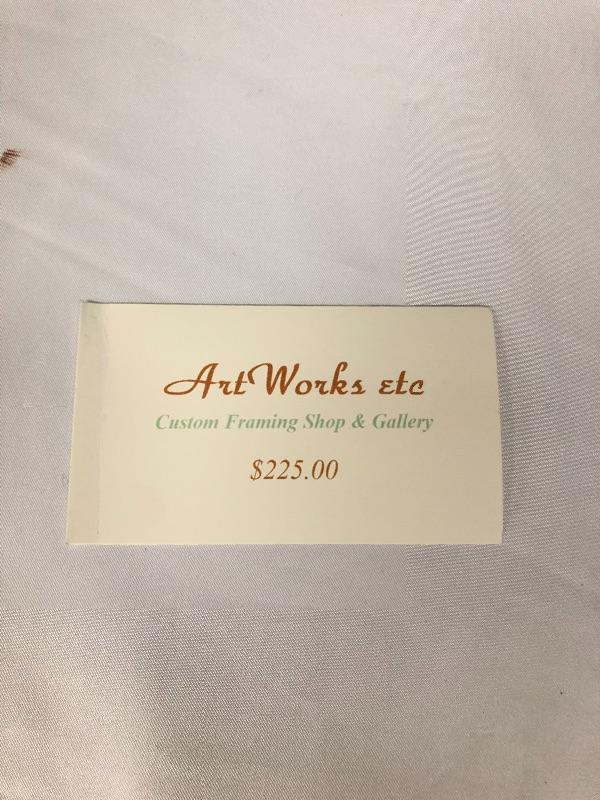 ArtWorks etc
Custom Framing Shop & Gallery
$225.00